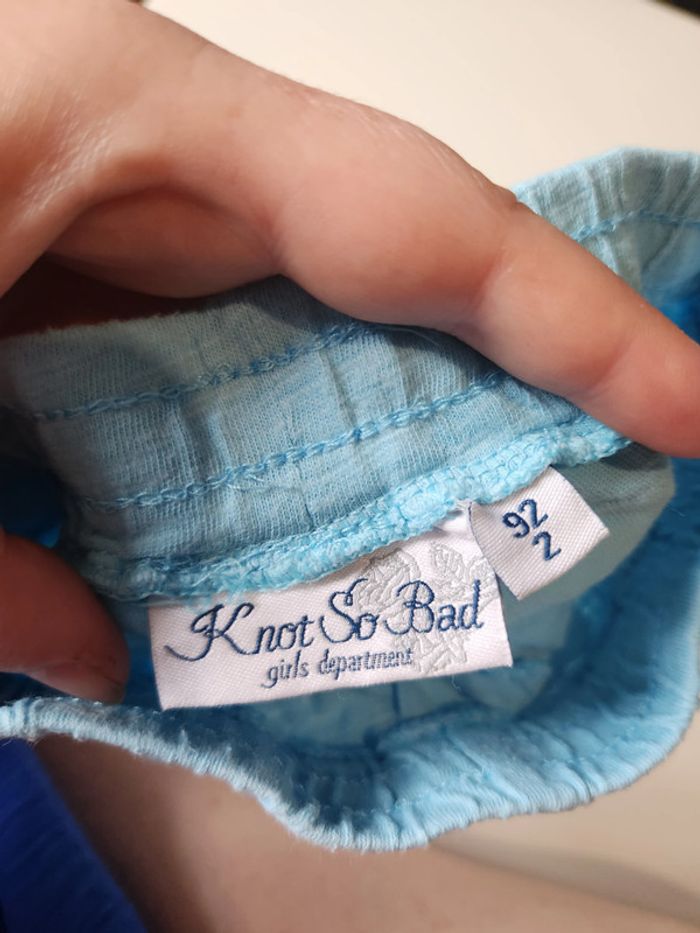 Knot So Bad
girls department
92
2